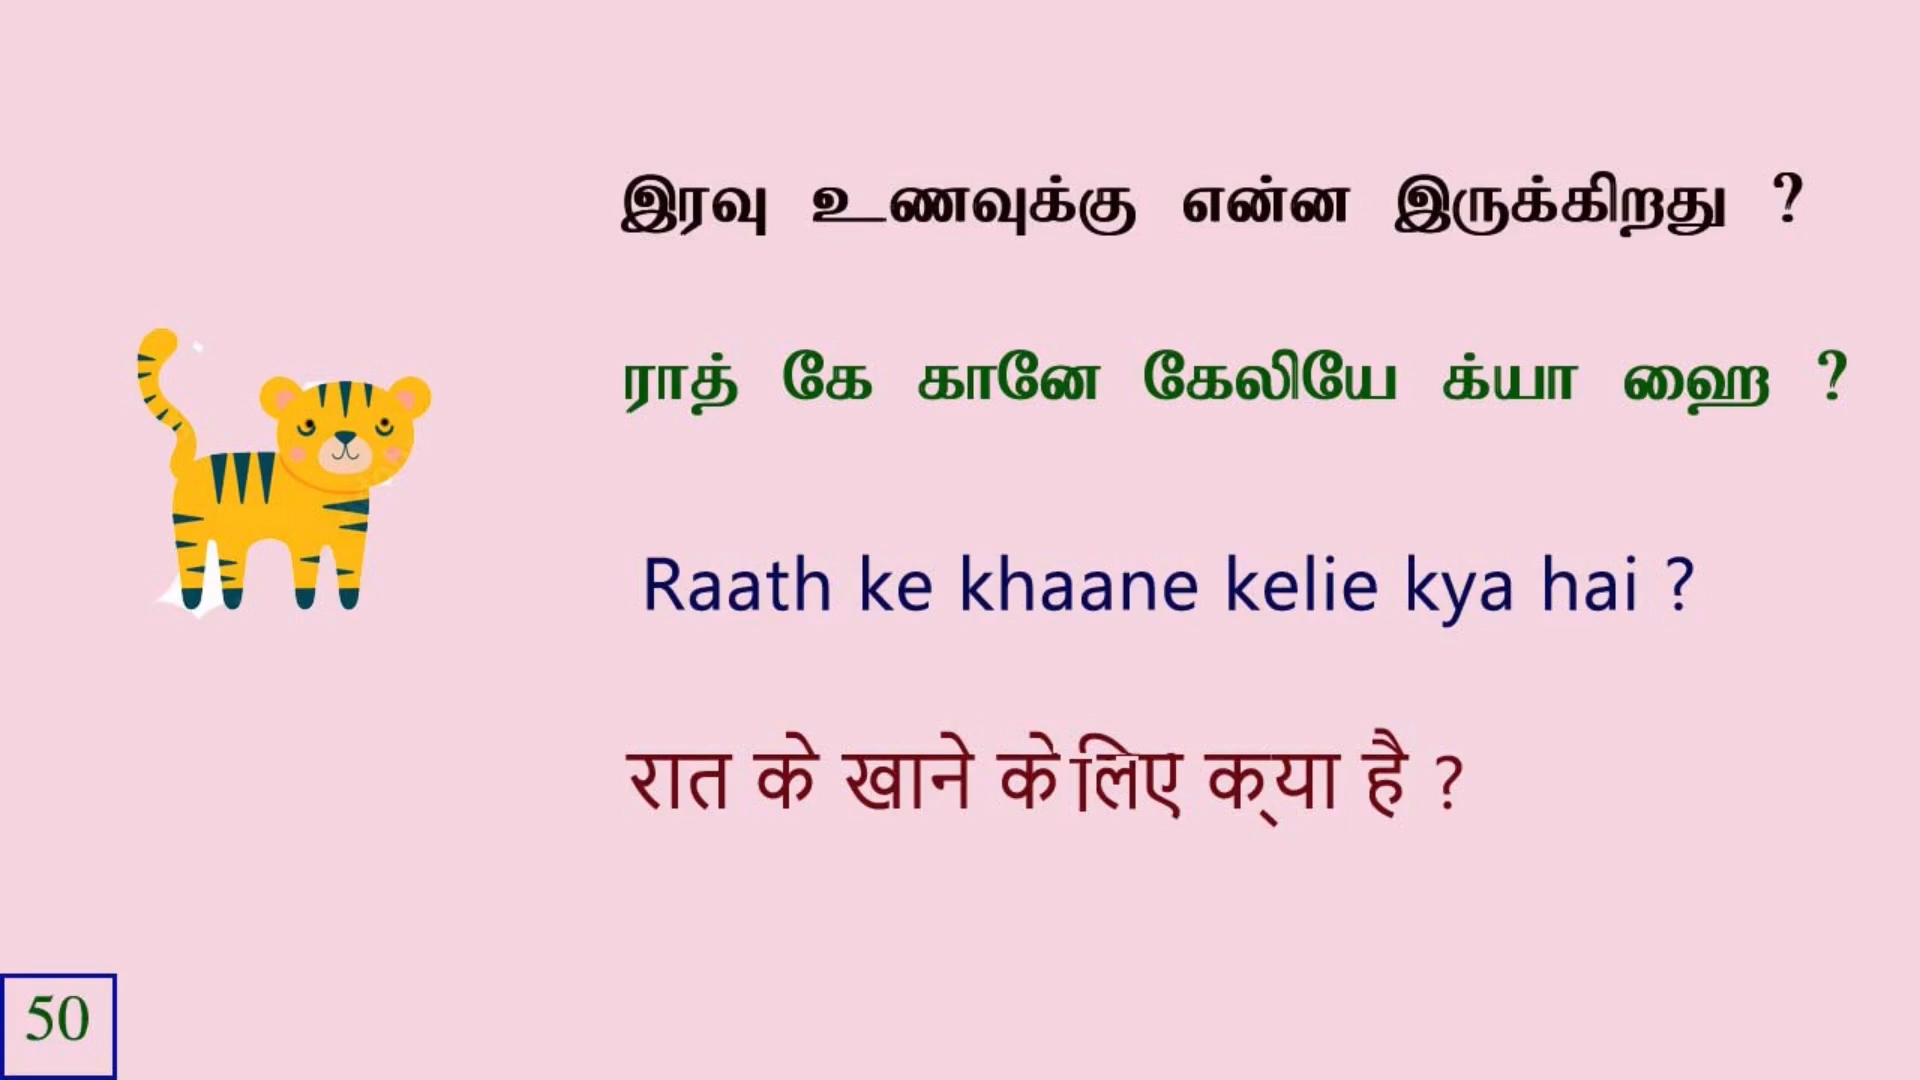 இரவு உணவுக்கு என்ன இருக்கிறது ?
ராத் கே கானே கேலியே க்யா ஹை ?
Raath ke khaane kelie kya hai ?
रात के खाने केलिए क्‌या है ?
50